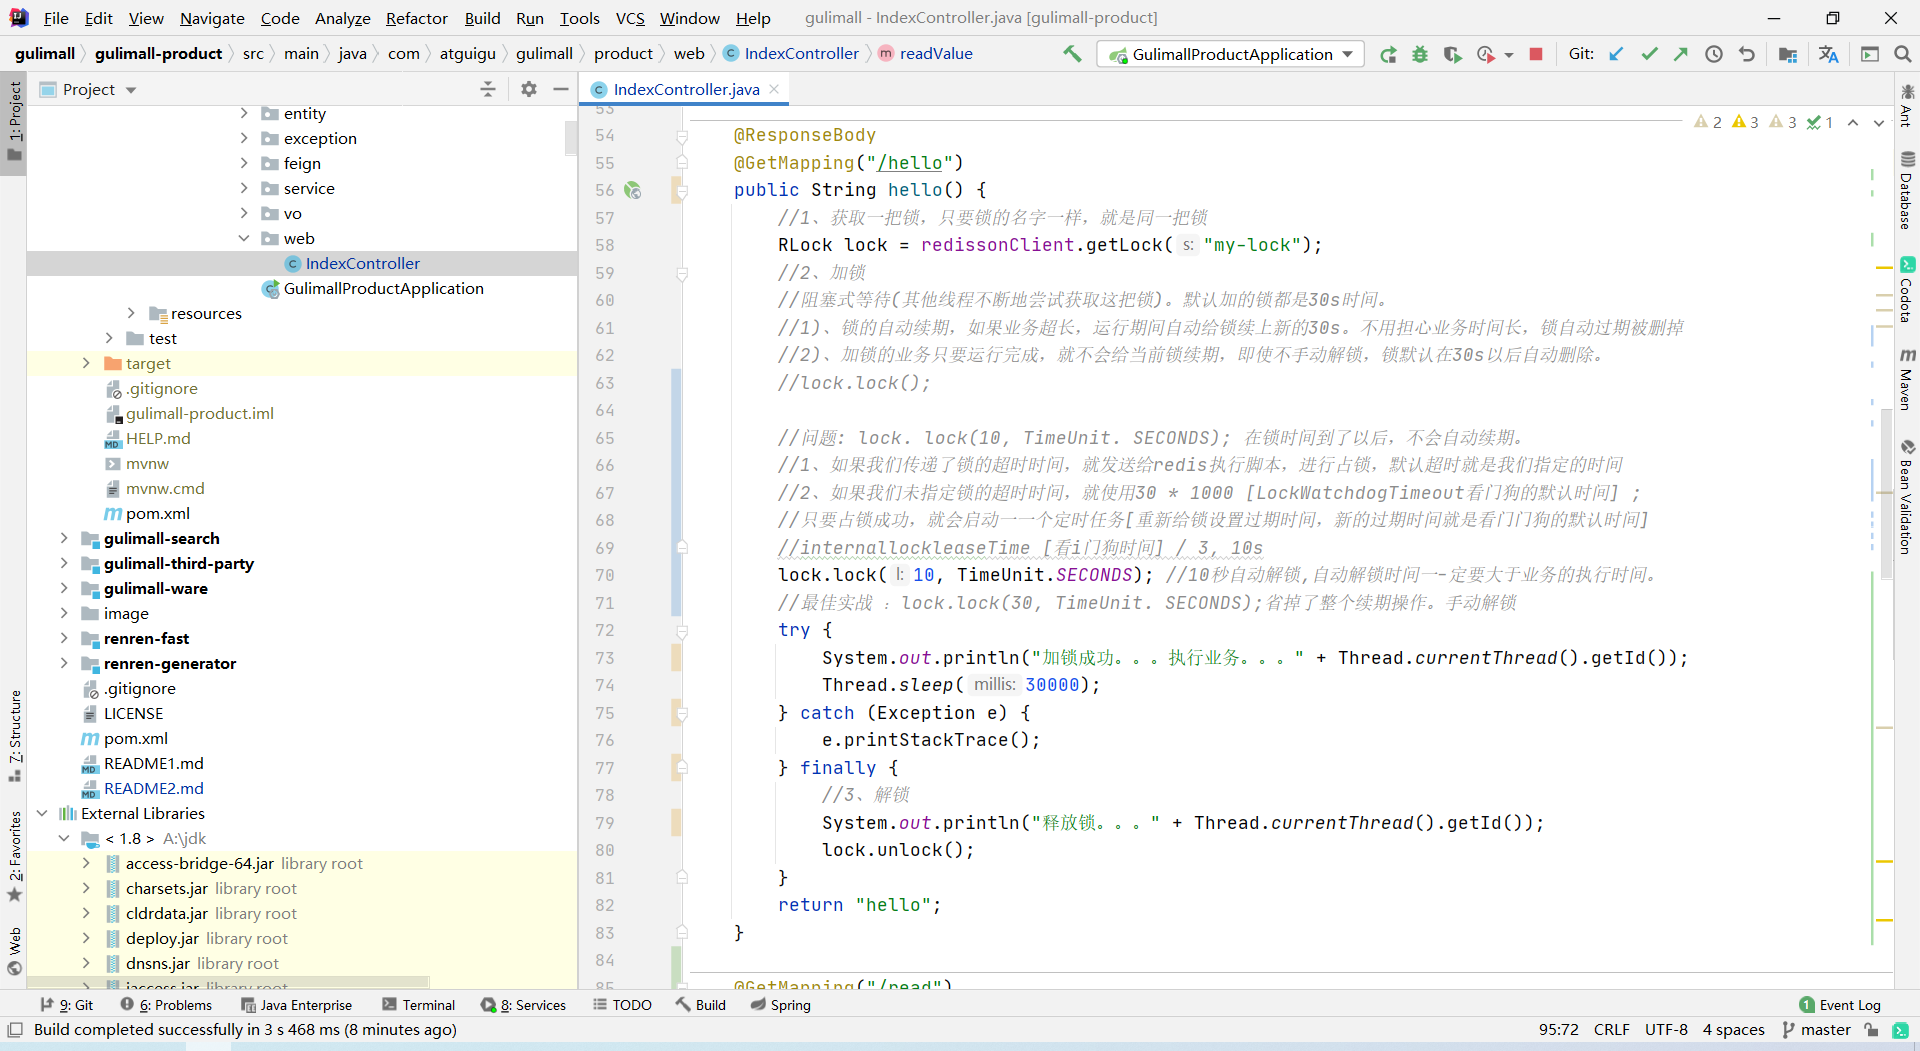 File Edit View Navigate Code Analyze Refactor Build Run Tools VCS Window Help gulimall - IndexController.java [gulimall-product]
gulimall gulimall-product src main java com atguigu gulimall product web IndexController readValue GulimallProductApplication Git:
1: Project
7: Structure
2: Favorites
Web
Project
entity
exception
feign
service
vo
web
IndexController
GulimallProductApplication
resources
test
target
.gitignore
gulimall-product.iml
HELP.md
mvnw
mvnw.cmd
pom.xml
gulimall-search
gulimall-third-party
gulimall-ware
image
renren-fast
renren-generator
.gitignore
LICENSE
pom.xml
README1.md
README2.md
External Libraries
< 1.8 > A:\jdk
access-bridge-64.jar library root
charsets.jar library root
cldrdata.jar library root
deploy.jar library root
dnsns.jar library root
jaccess.jar library root
IndexController.java
2 3 3 1
53
54 @ResponseBody
55 @GetMapping("/hello")
56 public String hello() {
57 //1、获取一把锁，只要锁的名字一样，就是同一把锁
58 RLock lock = redissonClient.getLock( s: "my-lock");
59 //2、加锁
60 //阻塞式等待(其他线程不断地尝试获取这把锁)。默认加的锁都是30s时间。
61 //1)、锁的自动续期，如果业务超长，运行期间自动给锁续上新的30s。不用担心业务时间长，锁自动过期被删掉
62 //2)、加锁的业务只要运行完成，就不会给当前锁续期，即使不手动解锁，锁默认在30s以后自动删除。
63 //lock.lock();
64
65 //问题: lock. lock(10, TimeUnit. SECONDS); 在锁时间到了以后，不会自动续期。
66 //1、如果我们传递了锁的超时时间，就发送给redis执行脚本，进行占锁，默认超时就是我们指定的时间
67 //2、如果我们未指定锁的超时时间，就使用30 * 1000 [LockWatchdogTimeout看门狗的默认时间] ;
68 //只要占锁成功，就会启动一一个定时任务[重新给锁设置过期时间，新的过期时间就是看门门狗的默认时间]
69 //internallockleaseTime [看i门狗时间] / 3, 10s
70 lock.lock( l: 10, TimeUnit.SECONDS); //10秒自动解锁,自动解锁时间一-定要大于业务的执行时间。
71 //最佳实战 : lock.lock(30, TimeUnit. SECONDS);省掉了整个续期操作。手动解锁
72 try {
73 System.out.println("加锁成功。。。执行业务。。。" + Thread.currentThread().getId());
74 Thread.sleep( millis: 30000);
75 } catch (Exception e) {
76 e.printStackTrace();
77 } finally {
78 //3、解锁
79 System.out.println("释放锁。。。" + Thread.currentThread().getId());
80 lock.unlock();
81 }
82 return "hello";
83 }
84
85 @GetMapping("/read")
Ant
Database
Codota
Maven
Bean Validation
9: Git 6: Problems Java Enterprise Terminal 8: Services TODO Build Spring 1 Event Log
Build completed successfully in 3 s 468 ms (8 minutes ago) 95:72 CRLF UTF-8 4 spaces master